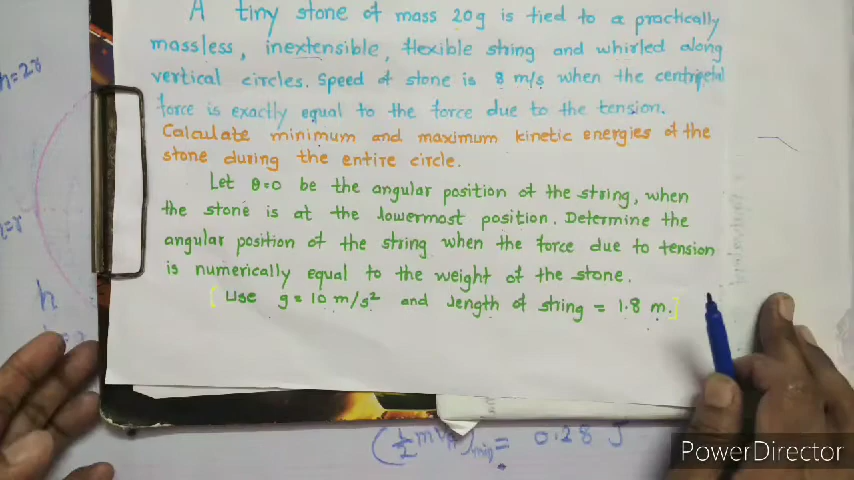 A tiny stone of mass 20g is tied to a practically
massless, inextensible, flexible string and whirled along
vertical circles. Speed of stone is 8 m/s when the centripetal
force is exactly equal to the force due to the tension.
Calculate minimum and maximum kinetic energies of the
stone during the entire circle.
Let θ=0 be the angular position of the string, when
the stone is at the lowermost position. Determine the
angular position of the string when the force due to tension
is numerically equal to the weight of the stone.
[Use g = 10 m/s² and length of string = 1.8 m.]
h=2r
h
= 0.28 J
PowerDirector